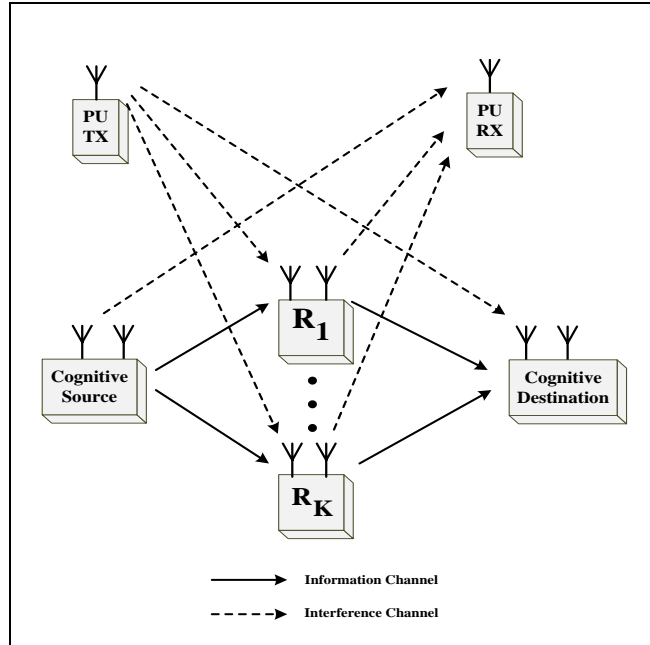 PU
TX
PU
RX
R1
Cognitive
Source
Cognitive
Destination
RK
Information Channel
Interference Channel